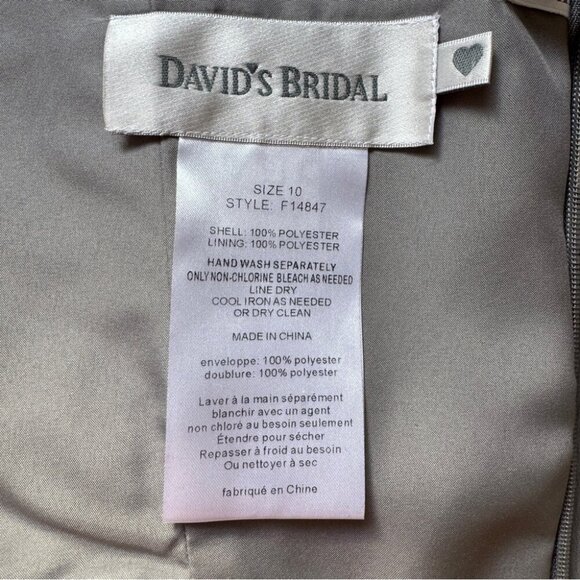 DAVID'S BRIDAL
SIZE 10
STYLE: F14847
SHELL: 100% POLYESTER
LINING: 100% POLYESTER
HAND WASH SEPARATELY
ONLY NON-CHLORINE BLEACH AS NEEDED
LINE DRY
COOL IRON AS NEEDED
OR DRY CLEAN
MADE IN CHINA
enveloppe: 100% polyester
doublure: 100% polyester
Laver à la main séparément
blanchir avec un agent
non chloré au besoin seulement
Étendre pour sécher
Repasser à froid au besoin
Ou nettoyer à sec
fabriqué en Chine